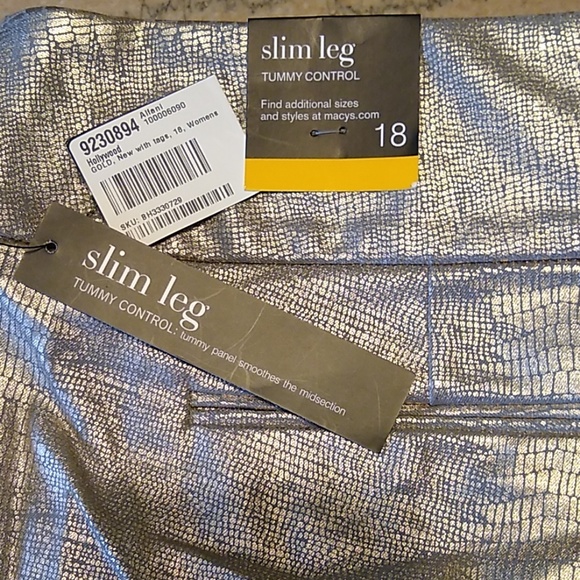 slim leg
TUMMY CONTROL
Find additional sizes
and styles at macys.com
18
9230894 Alfani
Hollywood 100006090
GOLD, New with tags, 18, Womens
SKU: BH3330729
slim leg
TUMMY CONTROL: tummy panel smoothes the midsection